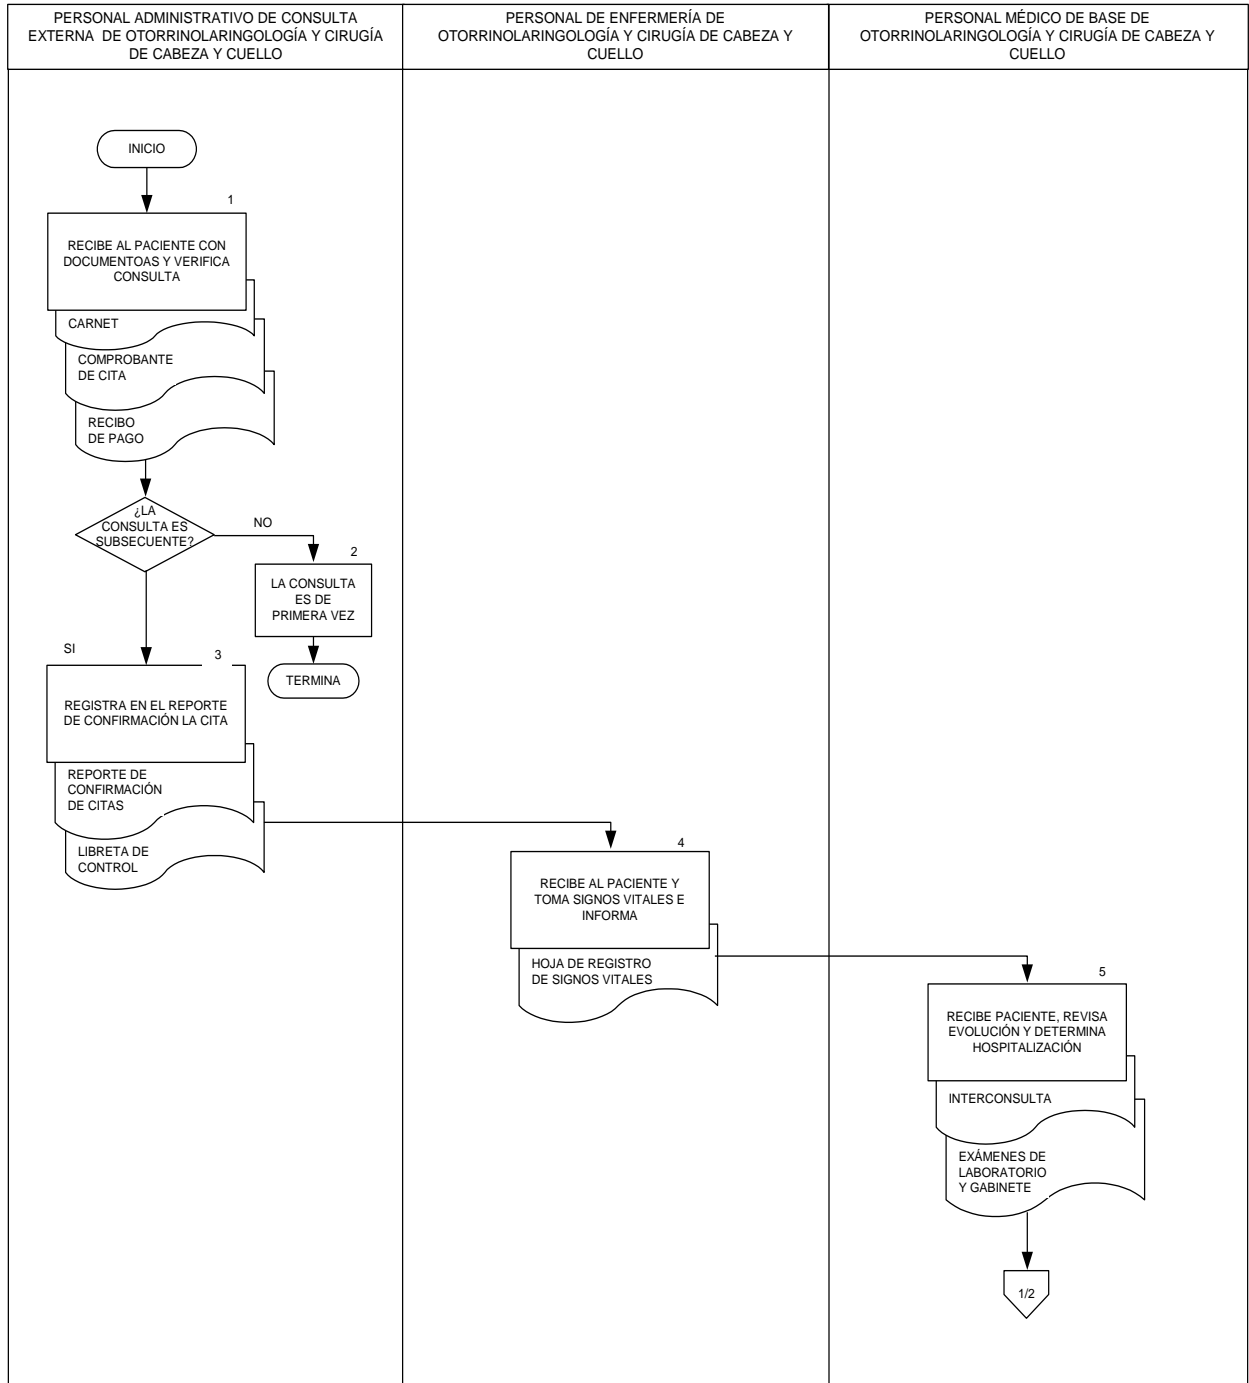 PERSONAL ADMINISTRATIVO DE CONSULTA
EXTERNA DE OTORRINOLARINGOLOGÍA Y CIRUGÍA
DE CABEZA Y CUELLO
PERSONAL DE ENFERMERÍA DE
OTORRINOLARINGOLOGÍA Y CIRUGÍA DE CABEZA Y
CUELLO
PERSONAL MÉDICO DE BASE DE
OTORRINOLARINGOLOGÍA Y CIRUGÍA DE CABEZA Y
CUELLO
INICIO
1
RECIBE AL PACIENTE CON
DOCUMENTOAS Y VERIFICA
CONSULTA
CARNET
COMPROBANTE
DE CITA
RECIBO
DE PAGO
¿LA
CONSULTA ES
SUBSECUENTE?
NO
2
LA CONSULTA
ES DE
PRIMERA VEZ
TERMINA
SI
3
REGISTRA EN EL REPORTE
DE CONFIRMACIÓN LA CITA
REPORTE DE
CONFIRMACIÓN
DE CITAS
LIBRETA DE
CONTROL
4
RECIBE AL PACIENTE Y
TOMA SIGNOS VITALES E
INFORMA
HOJA DE REGISTRO
DE SIGNOS VITALES
5
RECIBE PACIENTE, REVISA
EVOLUCIÓN Y DETERMINA
HOSPITALIZACIÓN
INTERCONSULTA
EXÁMENES DE
LABORATORIO
Y GABINETE
1/2